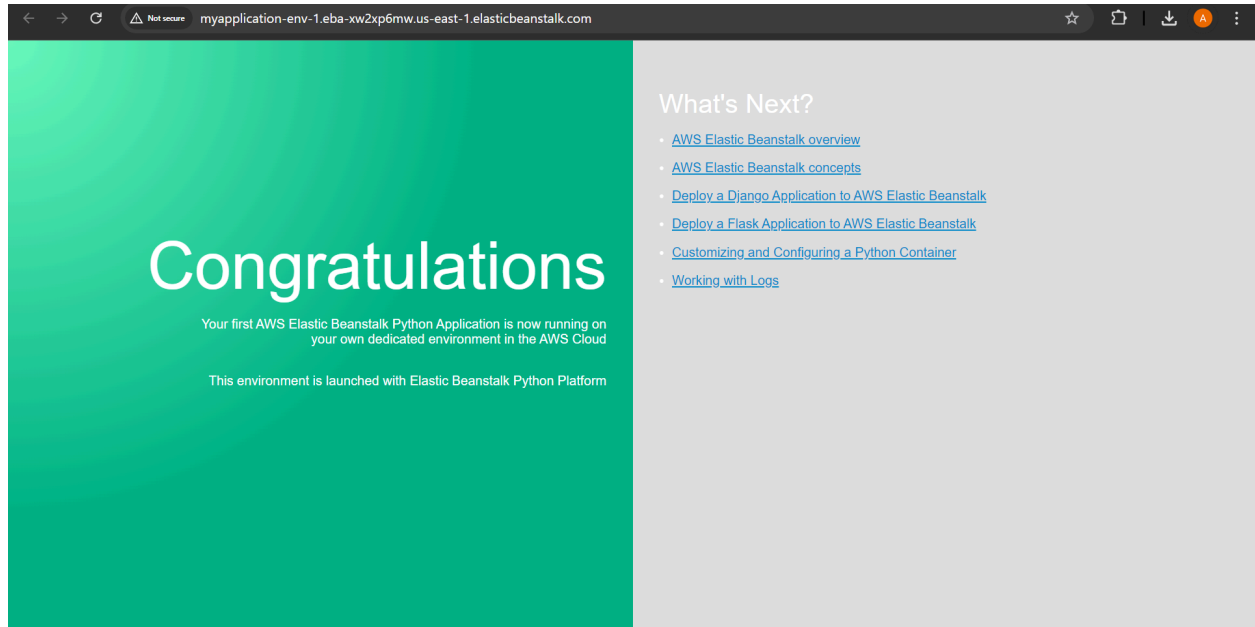 Not secure
myapplication-env-1.eba-xw2xp6mw.us-east-1.elasticbeanstalk.com
A
Congratulations
Your first AWS Elastic Beanstalk Python Application is now running on
your own dedicated environment in the AWS Cloud
This environment is launched with Elastic Beanstalk Python Platform
What's Next?
AWS Elastic Beanstalk overview
AWS Elastic Beanstalk concepts
Deploy a Django Application to AWS Elastic Beanstalk
Deploy a Flask Application to AWS Elastic Beanstalk
Customizing and Configuring a Python Container
Working with Logs